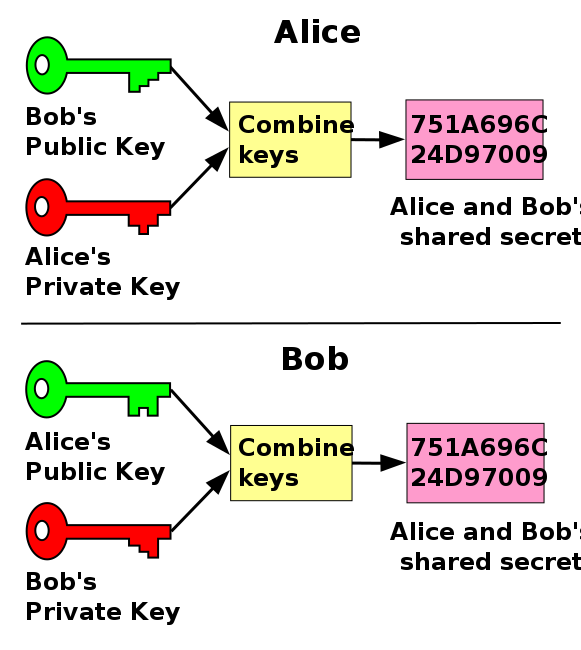 Alice
Bob's
Public Key
Combine
keys
751A696C
24D97009
Alice and Bob's
shared secret
Alice's
Private Key
Bob
Alice's
Public Key
Combine
keys
751A696C
24D97009
Alice and Bob's
shared secret
Bob's
Private Key